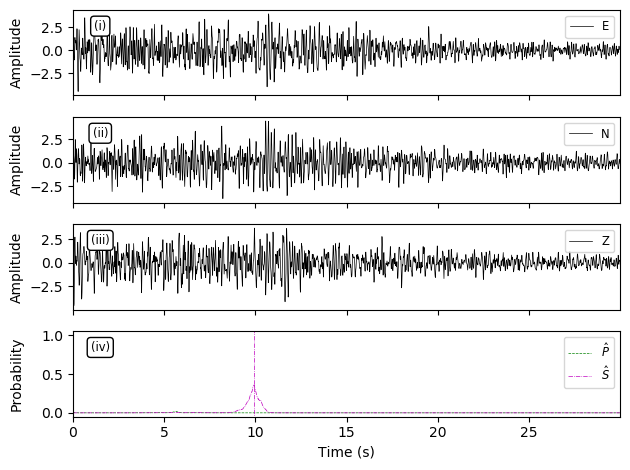 (i)
E
Amplitude
2.5
0.0
−2.5
(ii)
N
Amplitude
2.5
0.0
−2.5
(iii)
Z
Amplitude
2.5
0.0
−2.5
(iv)
P̂
Ŝ
Probability
1.0
0.5
0.0
0 5 10 15 20 25
Time (s)